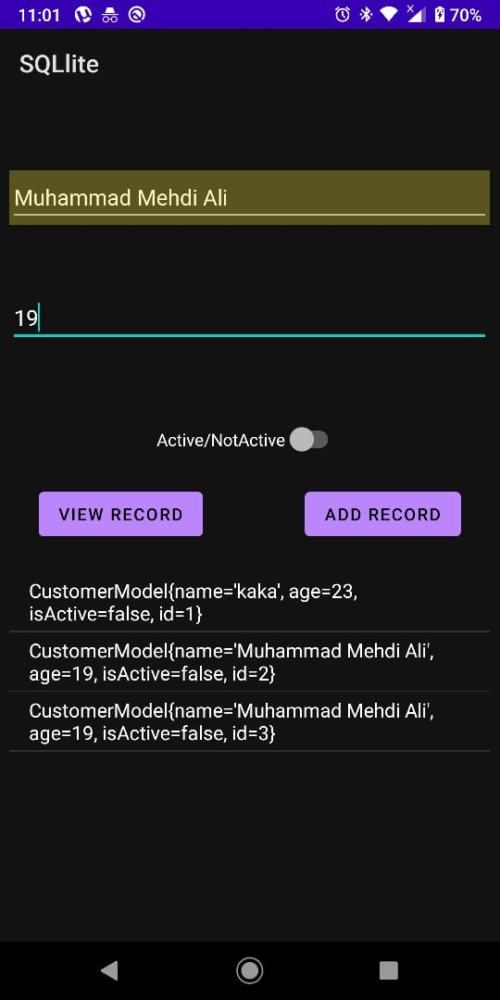 11:01 70%
SQLlite
Muhammad Mehdi Ali
19
Active/NotActive
VIEW RECORD ADD RECORD
CustomerModel{name='kaka', age=23,
isActive=false, id=1}
CustomerModel{name='Muhammad Mehdi Ali',
age=19, isActive=false, id=2}
CustomerModel{name='Muhammad Mehdi Ali',
age=19, isActive=false, id=3}